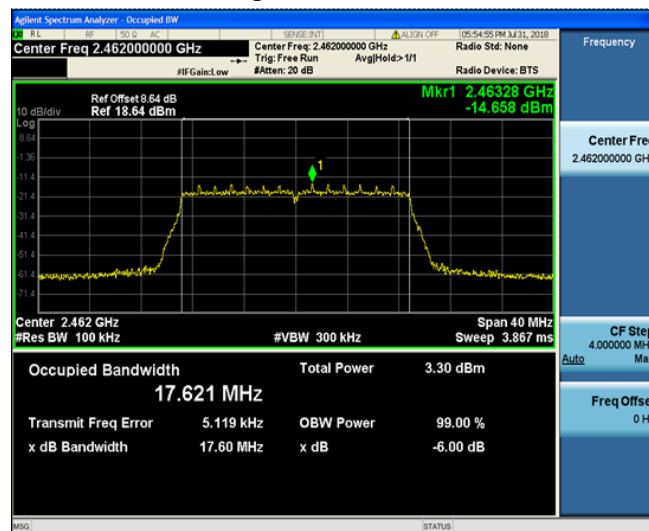 Agilent Spectrum Analyzer - Occupied BW
RL RF 50 Ω AC SENSE:INT ALIGN OFF 05:54:55 PM Jul 31, 2018
Center Freq 2.462000000 GHz
Center Freq: 2.462000000 GHz
Radio Std: None
Trig: Free Run Avg|Hold:> 1/1
#IFGain:Low
#Atten: 20 dB
Radio Device: BTS
Frequency
Ref Offset 8.64 dB
10 dB/div Ref 18.64 dBm
Mkr1 2.46328 GHz
-14.658 dBm
Log
8.64
-1.36
-11.4
-21.4
-31.4
-41.4
-51.4
-61.4
-71.4
1
Center 2.462 GHz
Span 40 MHz
#Res BW 100 kHz
#VBW 300 kHz
Sweep 3.867 ms
Occupied Bandwidth
17.621 MHz
Total Power 3.30 dBm
Transmit Freq Error 5.119 kHz
OBW Power 99.00 %
x dB Bandwidth 17.60 MHz
x dB -6.00 dB
Center Fre
2.462000000 GH
CF Step
4.000000 MH
Auto Ma
Freq Offse
0 H
MSG
STATUS